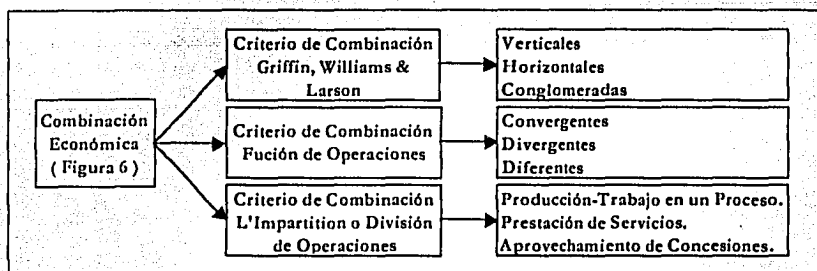 Criterio de Combinación
Griffin, Williams &
Larson
Verticales
Horizontales
Conglomeradas
Combinación
Económica
( Figura 6 )
Criterio de Combinación
Fución de Operaciones
Convergentes
Divergentes
Diferentes
Criterio de Combinación
L'Impartition o División
de Operaciones
Producción-Trabajo en un Proceso.
Prestación de Servicios.
Aprovechamiento de Concesiones.